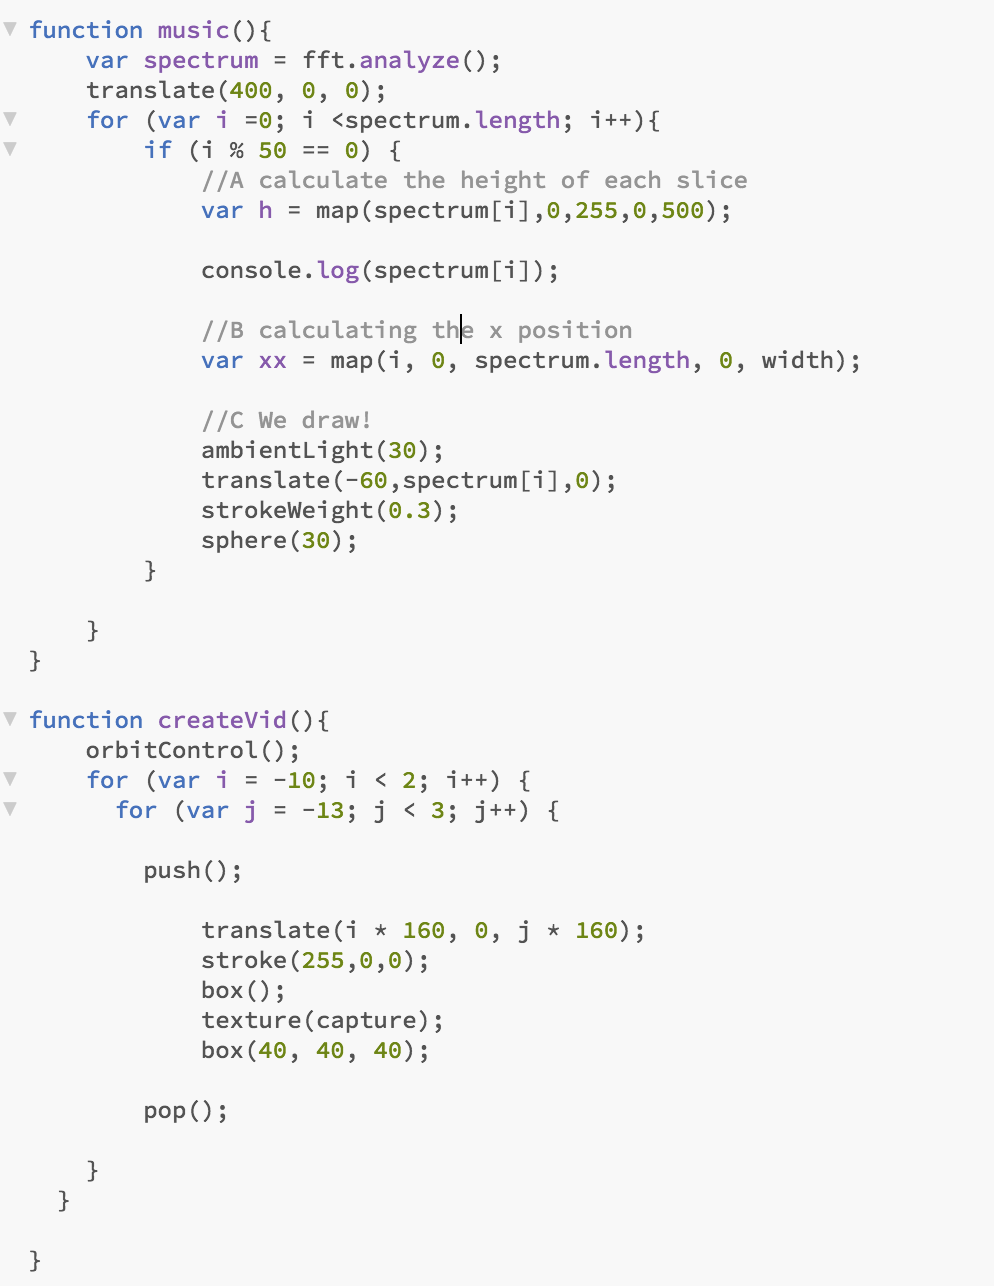 function music(){
var spectrum = fft.analyze();
translate(400, 0, 0);
for (var i =0; i <spectrum.length; i++){
if (i % 50 == 0) {
//A calculate the height of each slice
var h = map(spectrum[i],0,255,0,500);
console.log(spectrum[i]);
//B calculating the x position
var xx = map(i, 0, spectrum.length, 0, width);
//C We draw!
ambientLight(30);
translate(-60,spectrum[i],0);
strokeWeight(0.3);
sphere(30);
}
}
}
function createVid(){
orbitControl();
for (var i = -10; i < 2; i++) {
for (var j = -13; j < 3; j++) {
push();
translate(i * 160, 0, j * 160);
stroke(255,0,0);
box();
texture(capture);
box(40, 40, 40);
pop();
}
}
}